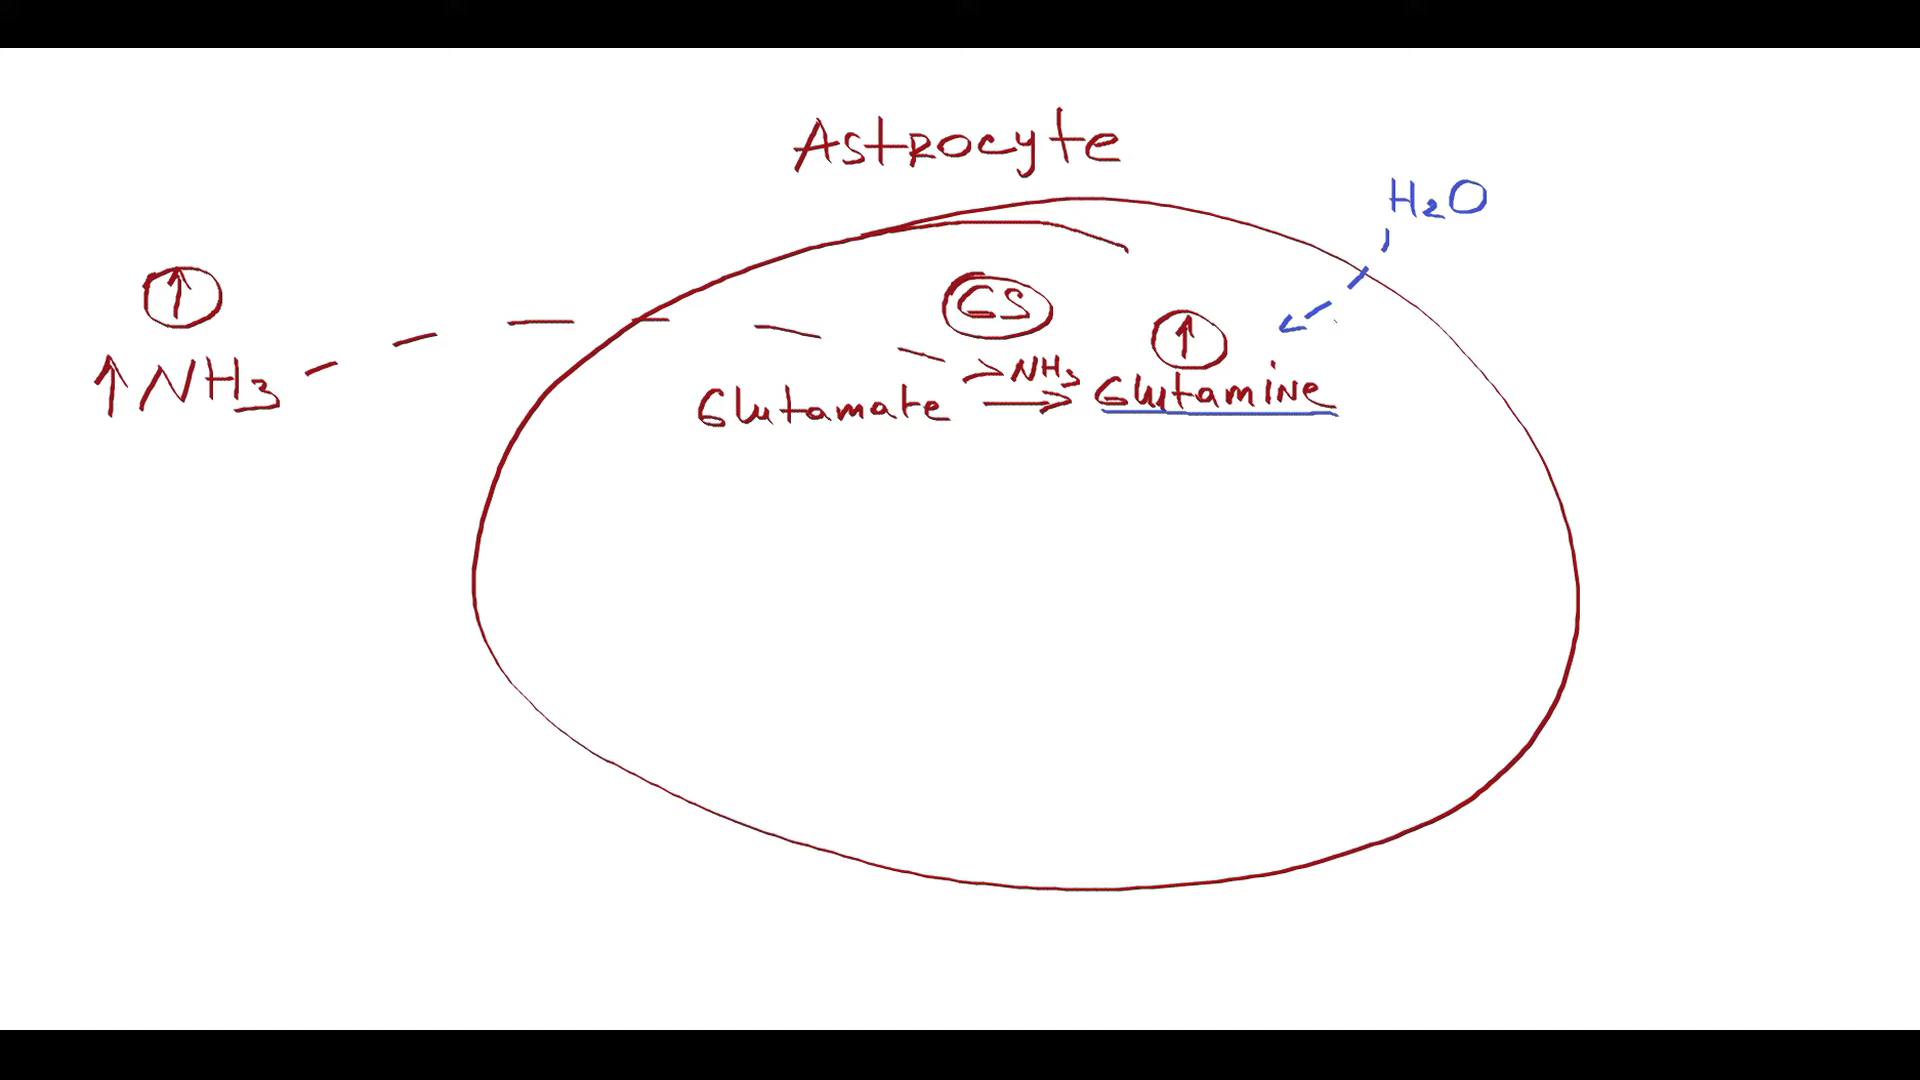 Astrocyte
H2O
GS
↑
↑
↑ NH3
> NH3
Glutamate → Glutamine